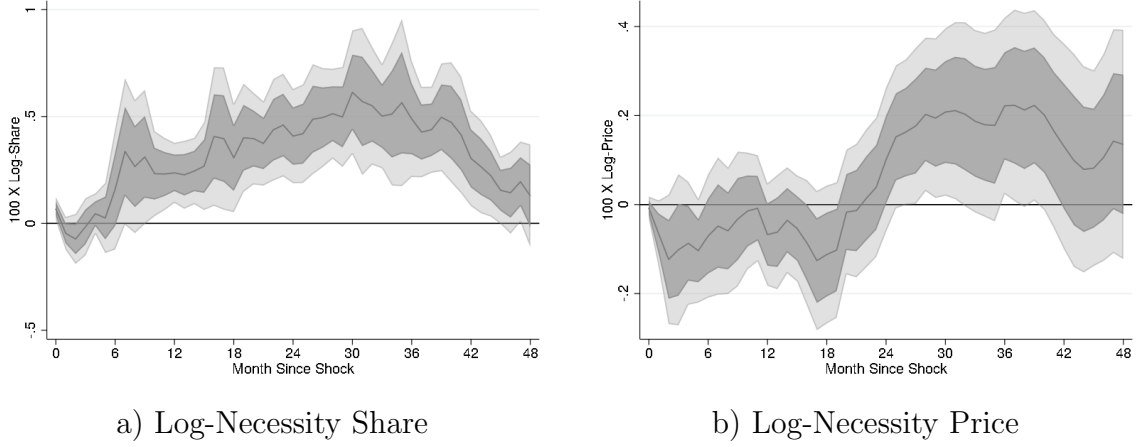 1
.5
0
-.5
100 X Log-Share
0 6 12 18 24 30 36 42 48
Month Since Shock
a) Log-Necessity Share
.4
.2
0
-.2
100 X Log-Price
0 6 12 18 24 30 36 42 48
Month Since Shock
b) Log-Necessity Price